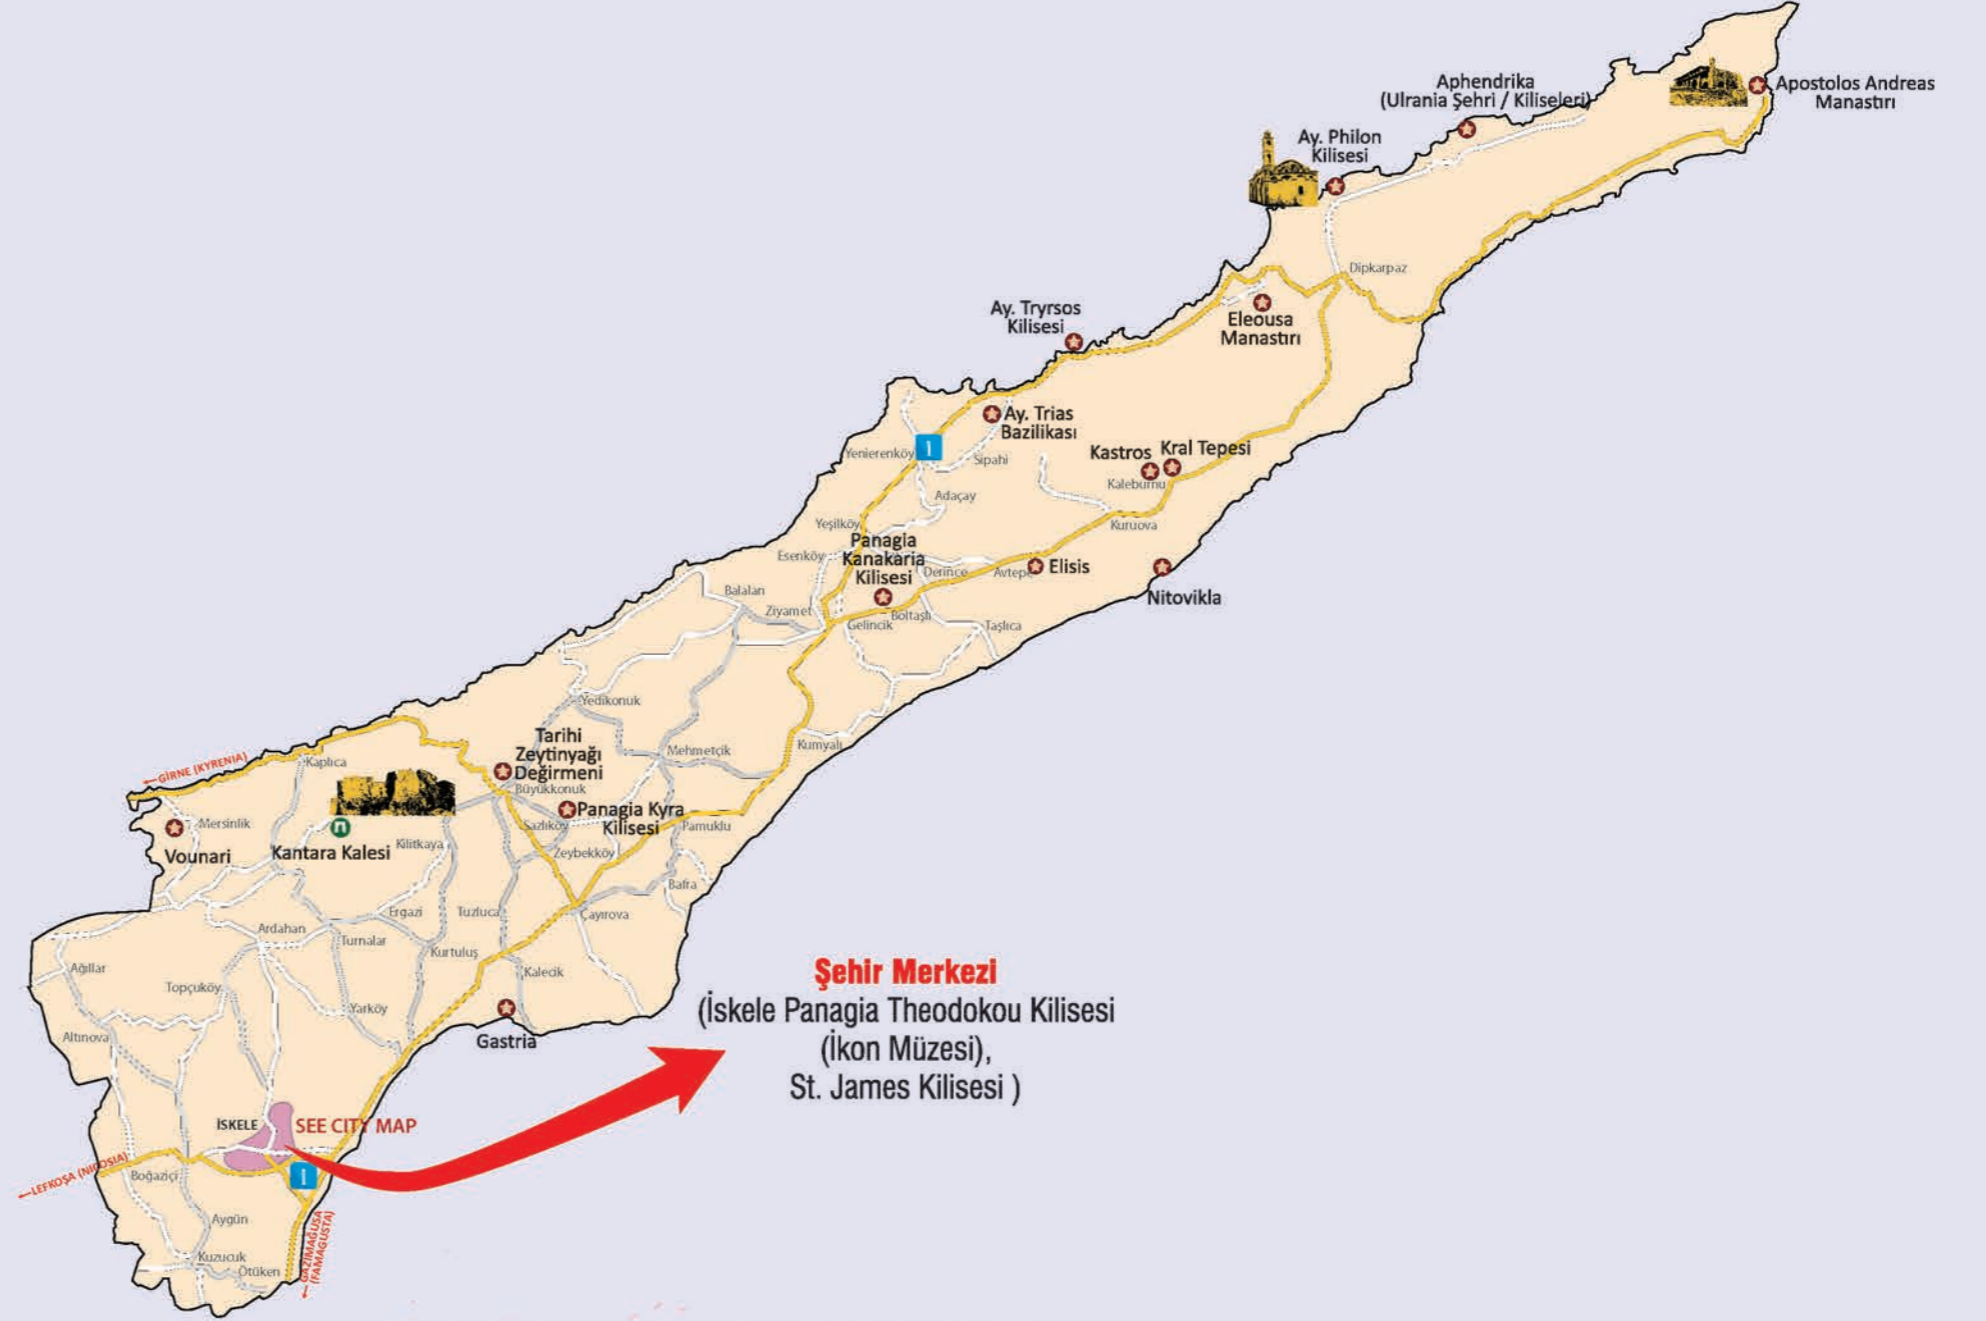 Aphendrika
(Ulrania Şehri / Kiliseleri)
Apostolos Andreas
Manastırı
Ay. Philon
Kilisesi
Dipkarpaz
Ay. Tryrsos
Kilisesi
Eleousa
Manastırı
Ay. Trias
Bazilikası
Yenierenköy
i
Sipahi
Kastros
Kral Tepesi
Kaleburnu
Adaçay
Yeşilköy
Kuruova
Panagia
Kanakaria
Kilisesi
Esenköy
Derince
Avtepe
Elisis
Nitovikla
Balalan
Ziyamet
Gelincik
Boltaşlı
Taşlıca
Yedikonuk
Tarihi
Zeytinyağı
Değirmeni
Mehmetçik
Kumyalı
←GİRNE (KYRENIA)
Kaplıca
Büyükkonuk
Panagia Kyra
Kilisesi
Sazlıköy
Pamuklu
Mersinlik
Vounari
n
Kantara Kalesi
Kilitkaya
Zeybekköy
Bafra
Ergazi
Tuzluca
Çayırova
Ardahan
Turnalar
Kurtuluş
Ağıllar
Kalecik
Topçuköy
Yarköy
Gastria
Altınova
Şehir Merkezi
(İskele Panagia Theodokou Kilisesi
(İkon Müzesi),
St. James Kilisesi )
İSKELE
SEE CITY MAP
←LEFKOŞA (NICOSIA)
Boğaziçi
i
Aygün
Kuzucuk
Ötüken
←GAZİMAĞUSA
(FAMAGUSTA)